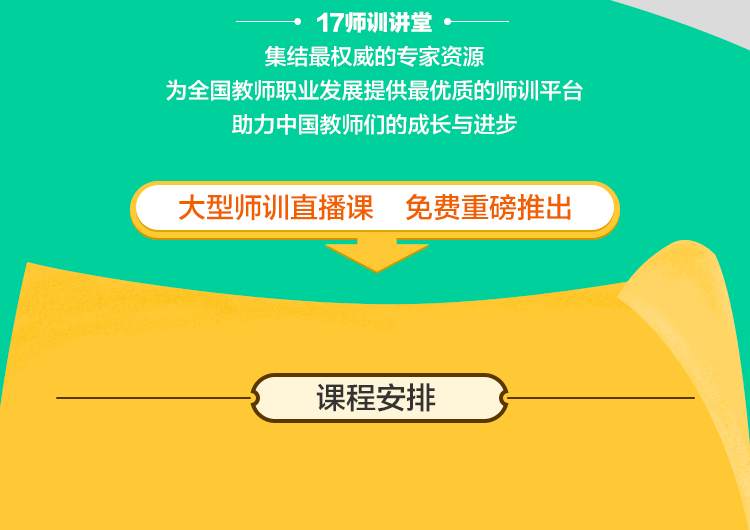 17师训讲堂
集结最权威的专家资源
为全国教师职业发展提供最优质的师训平台
助力中国教师们的成长与进步
大型师训直播课 免费重磅推出
课程安排